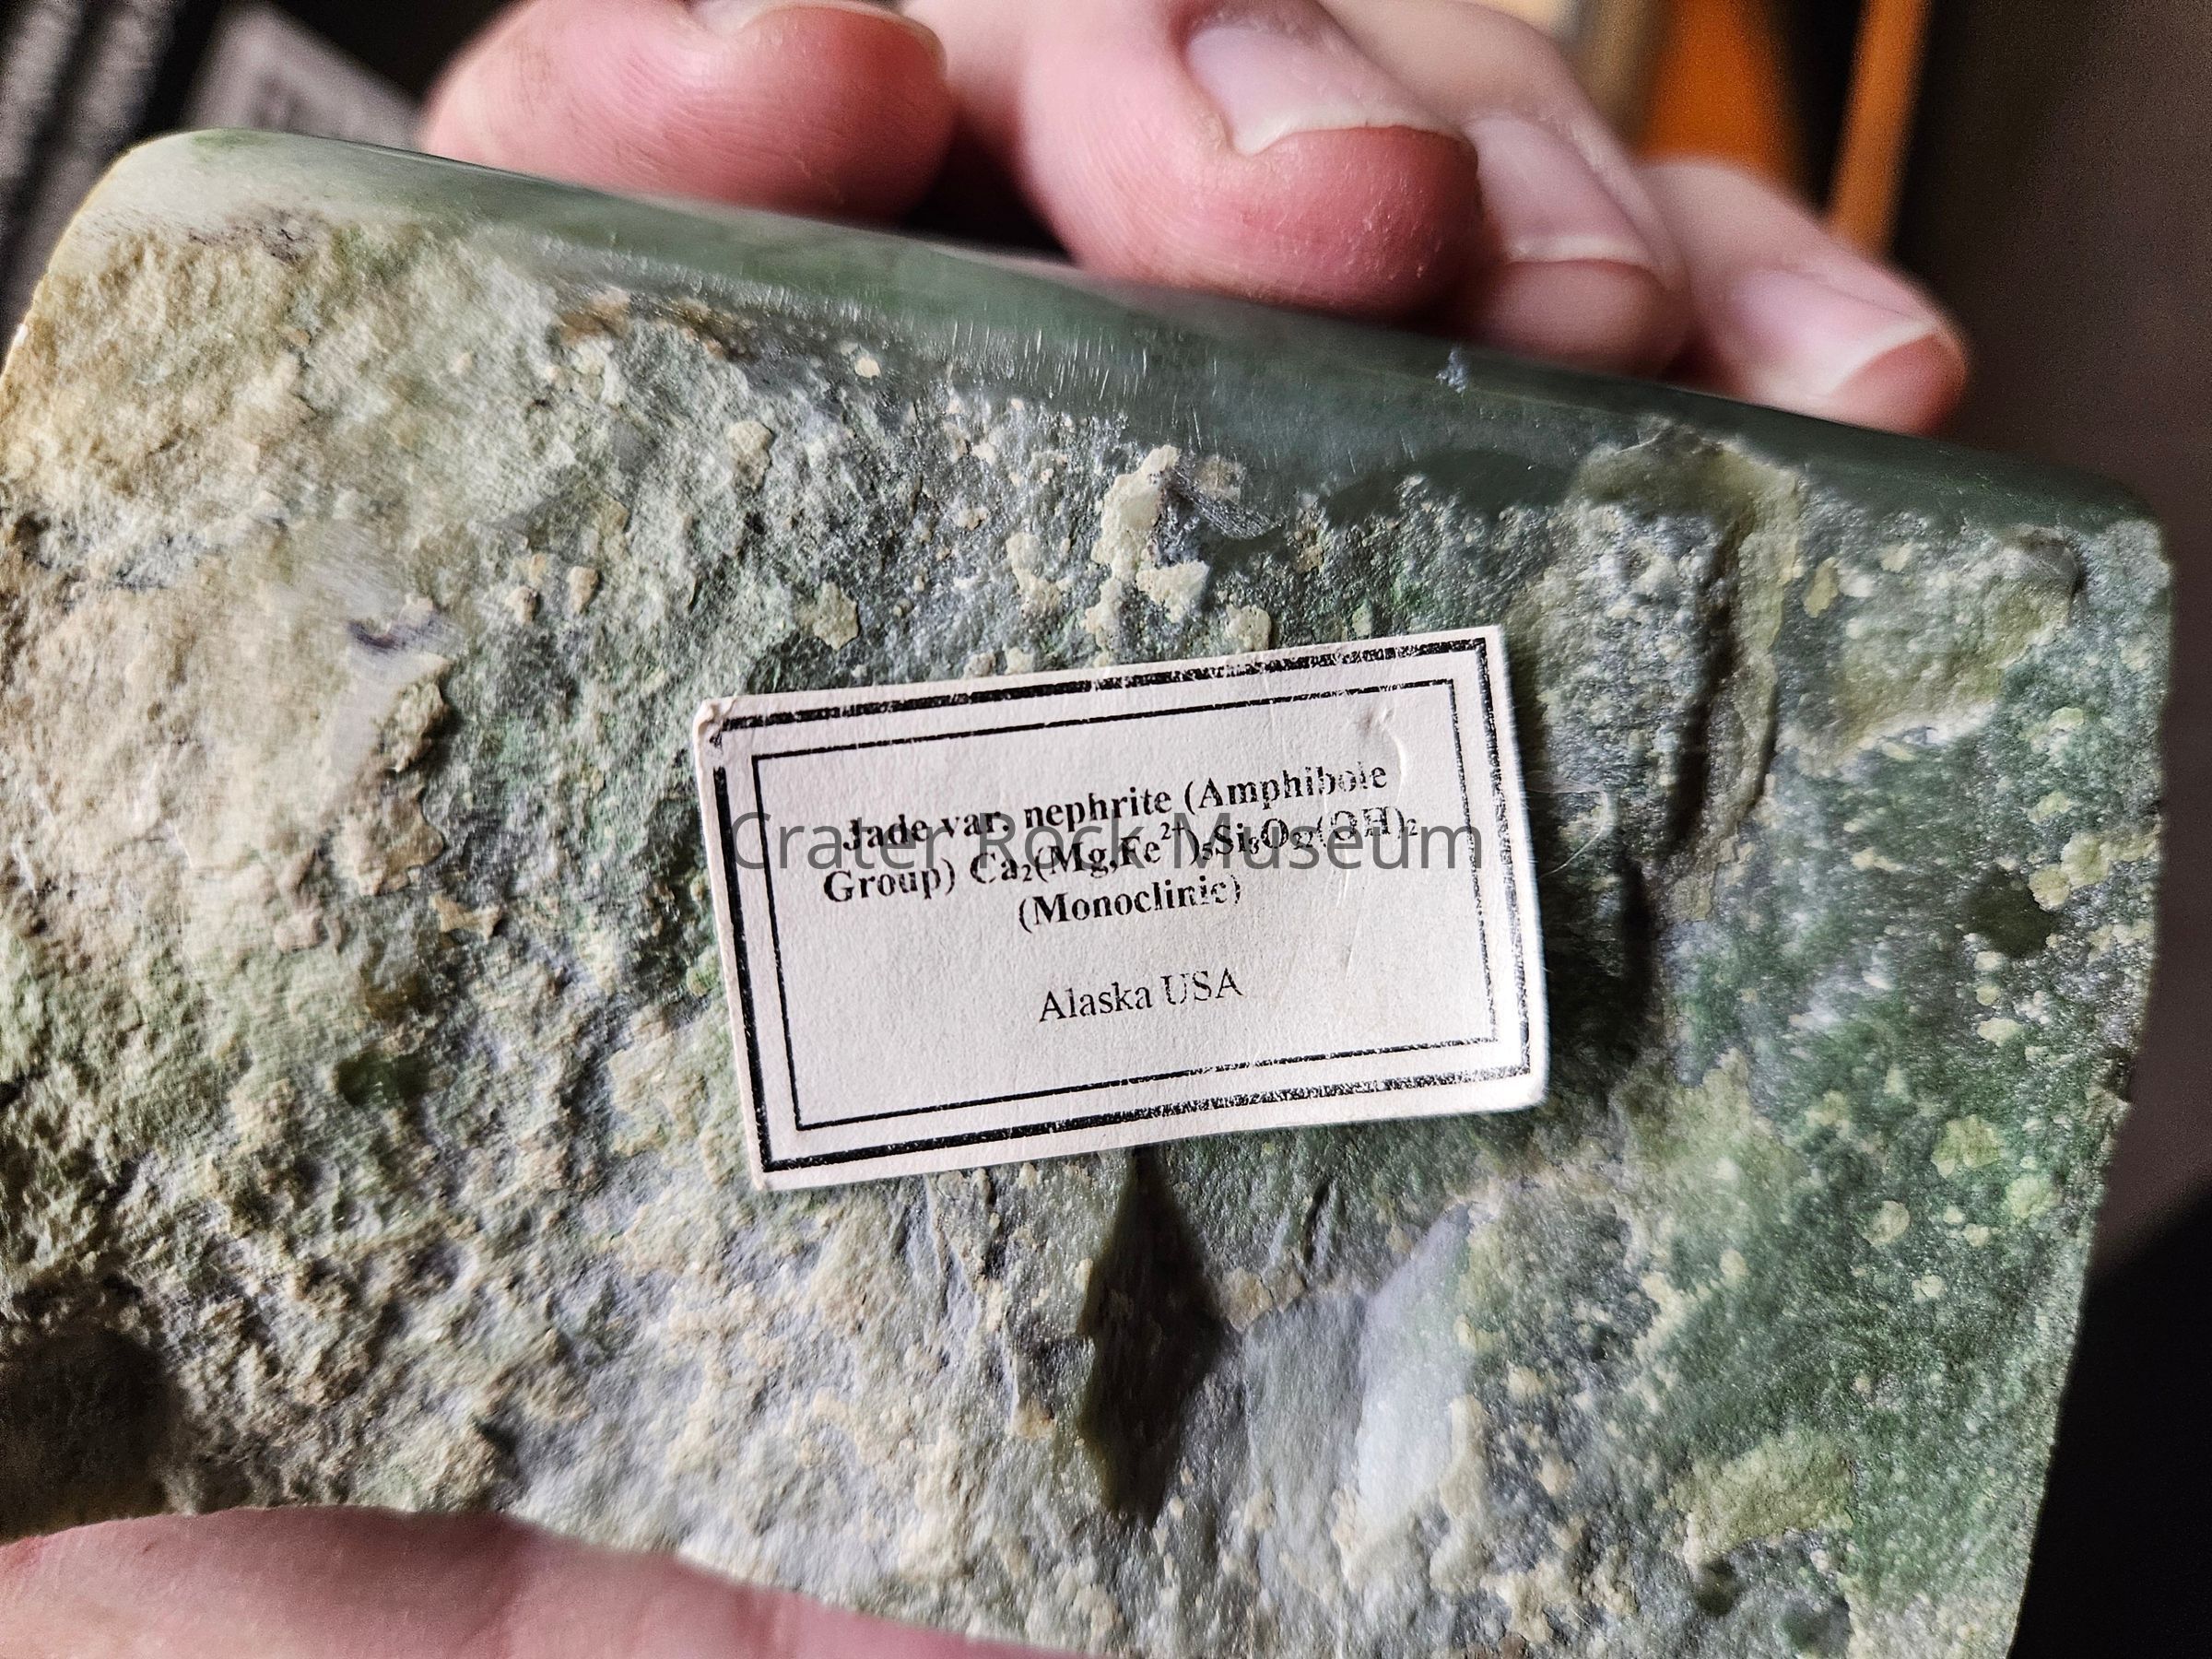 Jade var. nephrite (Amphibole
Group) Ca₂(Mg,Fe²⁺)₅Si₈O₂₂(OH)₂
(Monoclinic)
Alaska USA
Crater Rock Museum